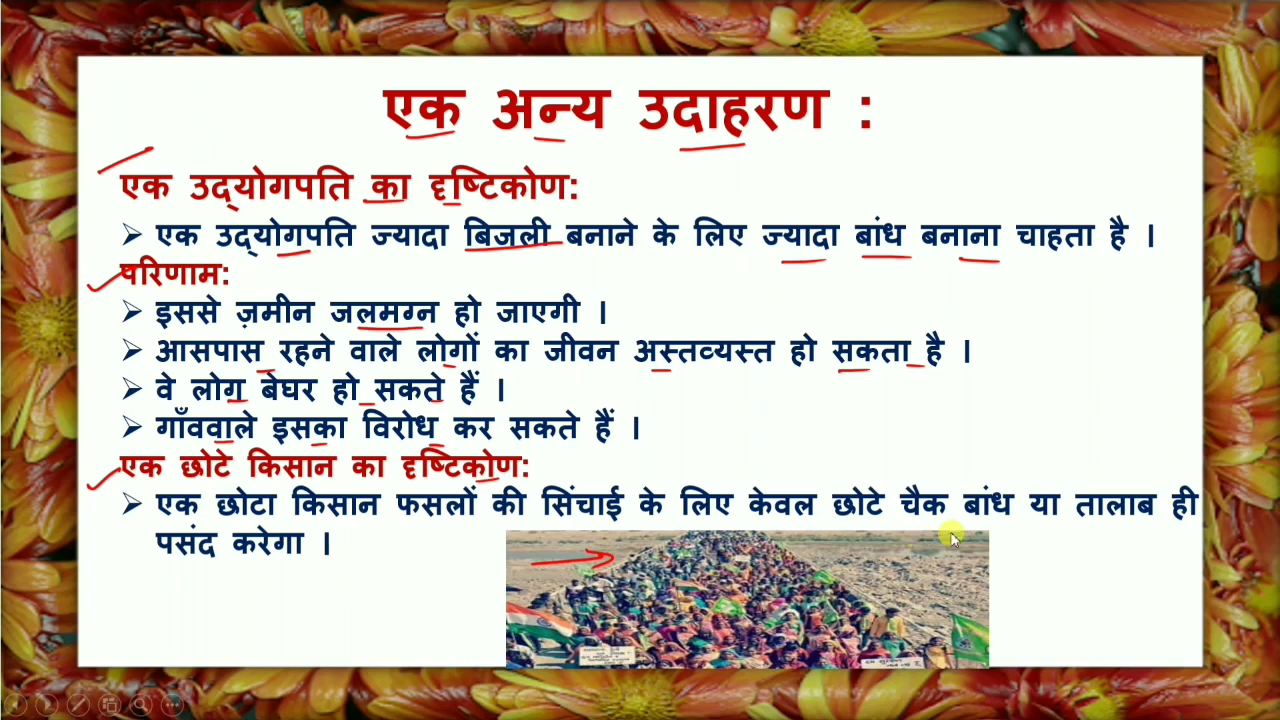 एक अन्य उदाहरण :
एक उद्योगपति का दृष्टिकोण:
➢ एक उद्योगपति ज्यादा बिजली बनाने के लिए ज्यादा बांध बनाना चाहता है ।
परिणाम:
➢ इससे ज़मीन जलमग्न हो जाएगी ।
➢ आसपास रहने वाले लोगों का जीवन अस्तव्यस्त हो सकता है ।
➢ वे लोग बेघर हो सकते हैं ।
➢ गाँववाले इसका विरोध कर सकते हैं ।
एक छोटे किसान का दृष्टिकोण:
➢ एक छोटा किसान फसलों की सिंचाई के लिए केवल छोटे चैक बांध या तालाब ही
पसंद करेगा ।